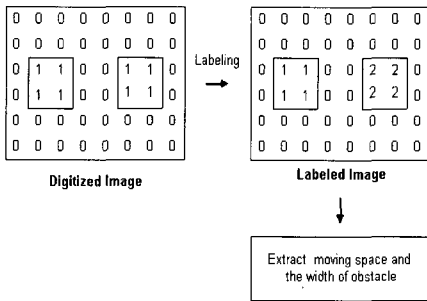 0 0 0 0 0 0 0 0
0 0 0 0 0 0 0 0
0 1 1 0 0 1 1 0
0 1 1 0 0 1 1 0
0 0 0 0 0 0 0 0
0 0 0 0 0 0 0 0
Digitized Image
Labeling
0 0 0 0 0 0 0 0
0 0 0 0 0 0 0 0
0 1 1 0 0 2 2 0
0 1 1 0 0 2 2 0
0 0 0 0 0 0 0 0
0 0 0 0 0 0 0 0
Labeled Image
Extract moving space and
the width of obstacle